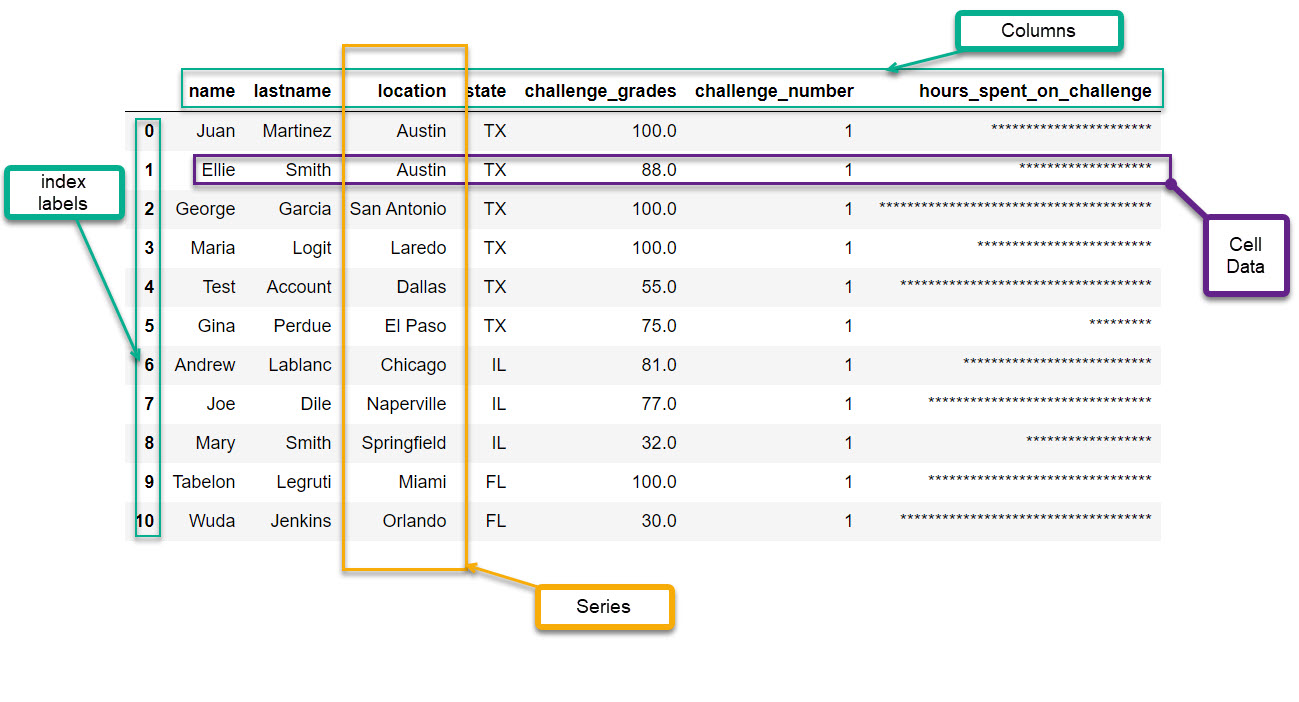 Columns
name lastname location state challenge_grades challenge_number hours_spent_on_challenge
0 Juan Martinez Austin TX 100.0 1 ***********************
1 Ellie Smith Austin TX 88.0 1 *******************
index
labels
2 George Garcia San Antonio TX 100.0 1 ***************************************
3 Maria Logit Laredo TX 100.0 1 *************************
Cell
Data
4 Test Account Dallas TX 55.0 1 ************************************
5 Gina Perdue El Paso TX 75.0 1 *********
6 Andrew Lablanc Chicago IL 81.0 1 ***************************
7 Joe Dile Naperville IL 77.0 1 ********************************
8 Mary Smith Springfield IL 32.0 1 ******************
9 Tabelon Legruti Miami FL 100.0 1 ********************************
10 Wuda Jenkins Orlando FL 30.0 1 ************************************
Series